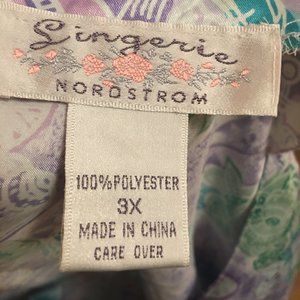 Lingerie
NORDSTROM
100%POLYESTER
3X
MADE IN CHINA
CARE OVER